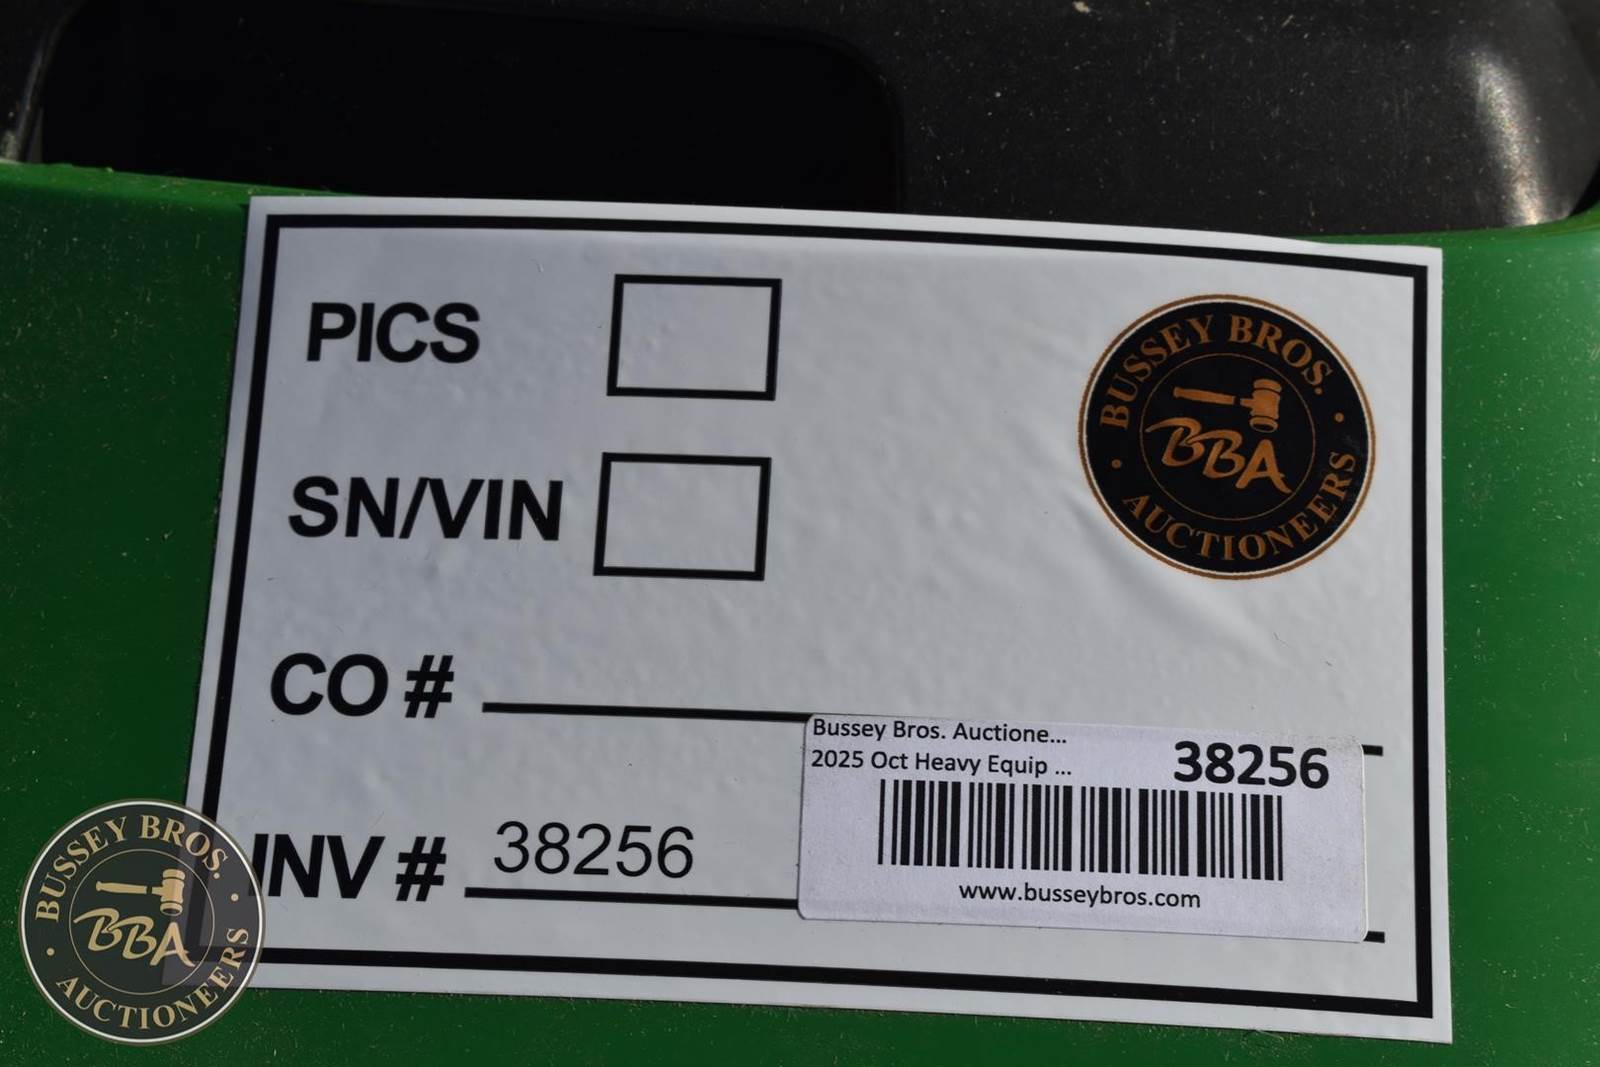 PICS
BUSSEY BROS.
BBA
AUCTIONEERS
SN/VIN
CO #
Bussey Bros. Auctione...
2025 Oct Heavy Equip ...
38256
www.busseybros.com
INV # 38256
BUSSEY BROS.
BBA
AUCTIONEERS